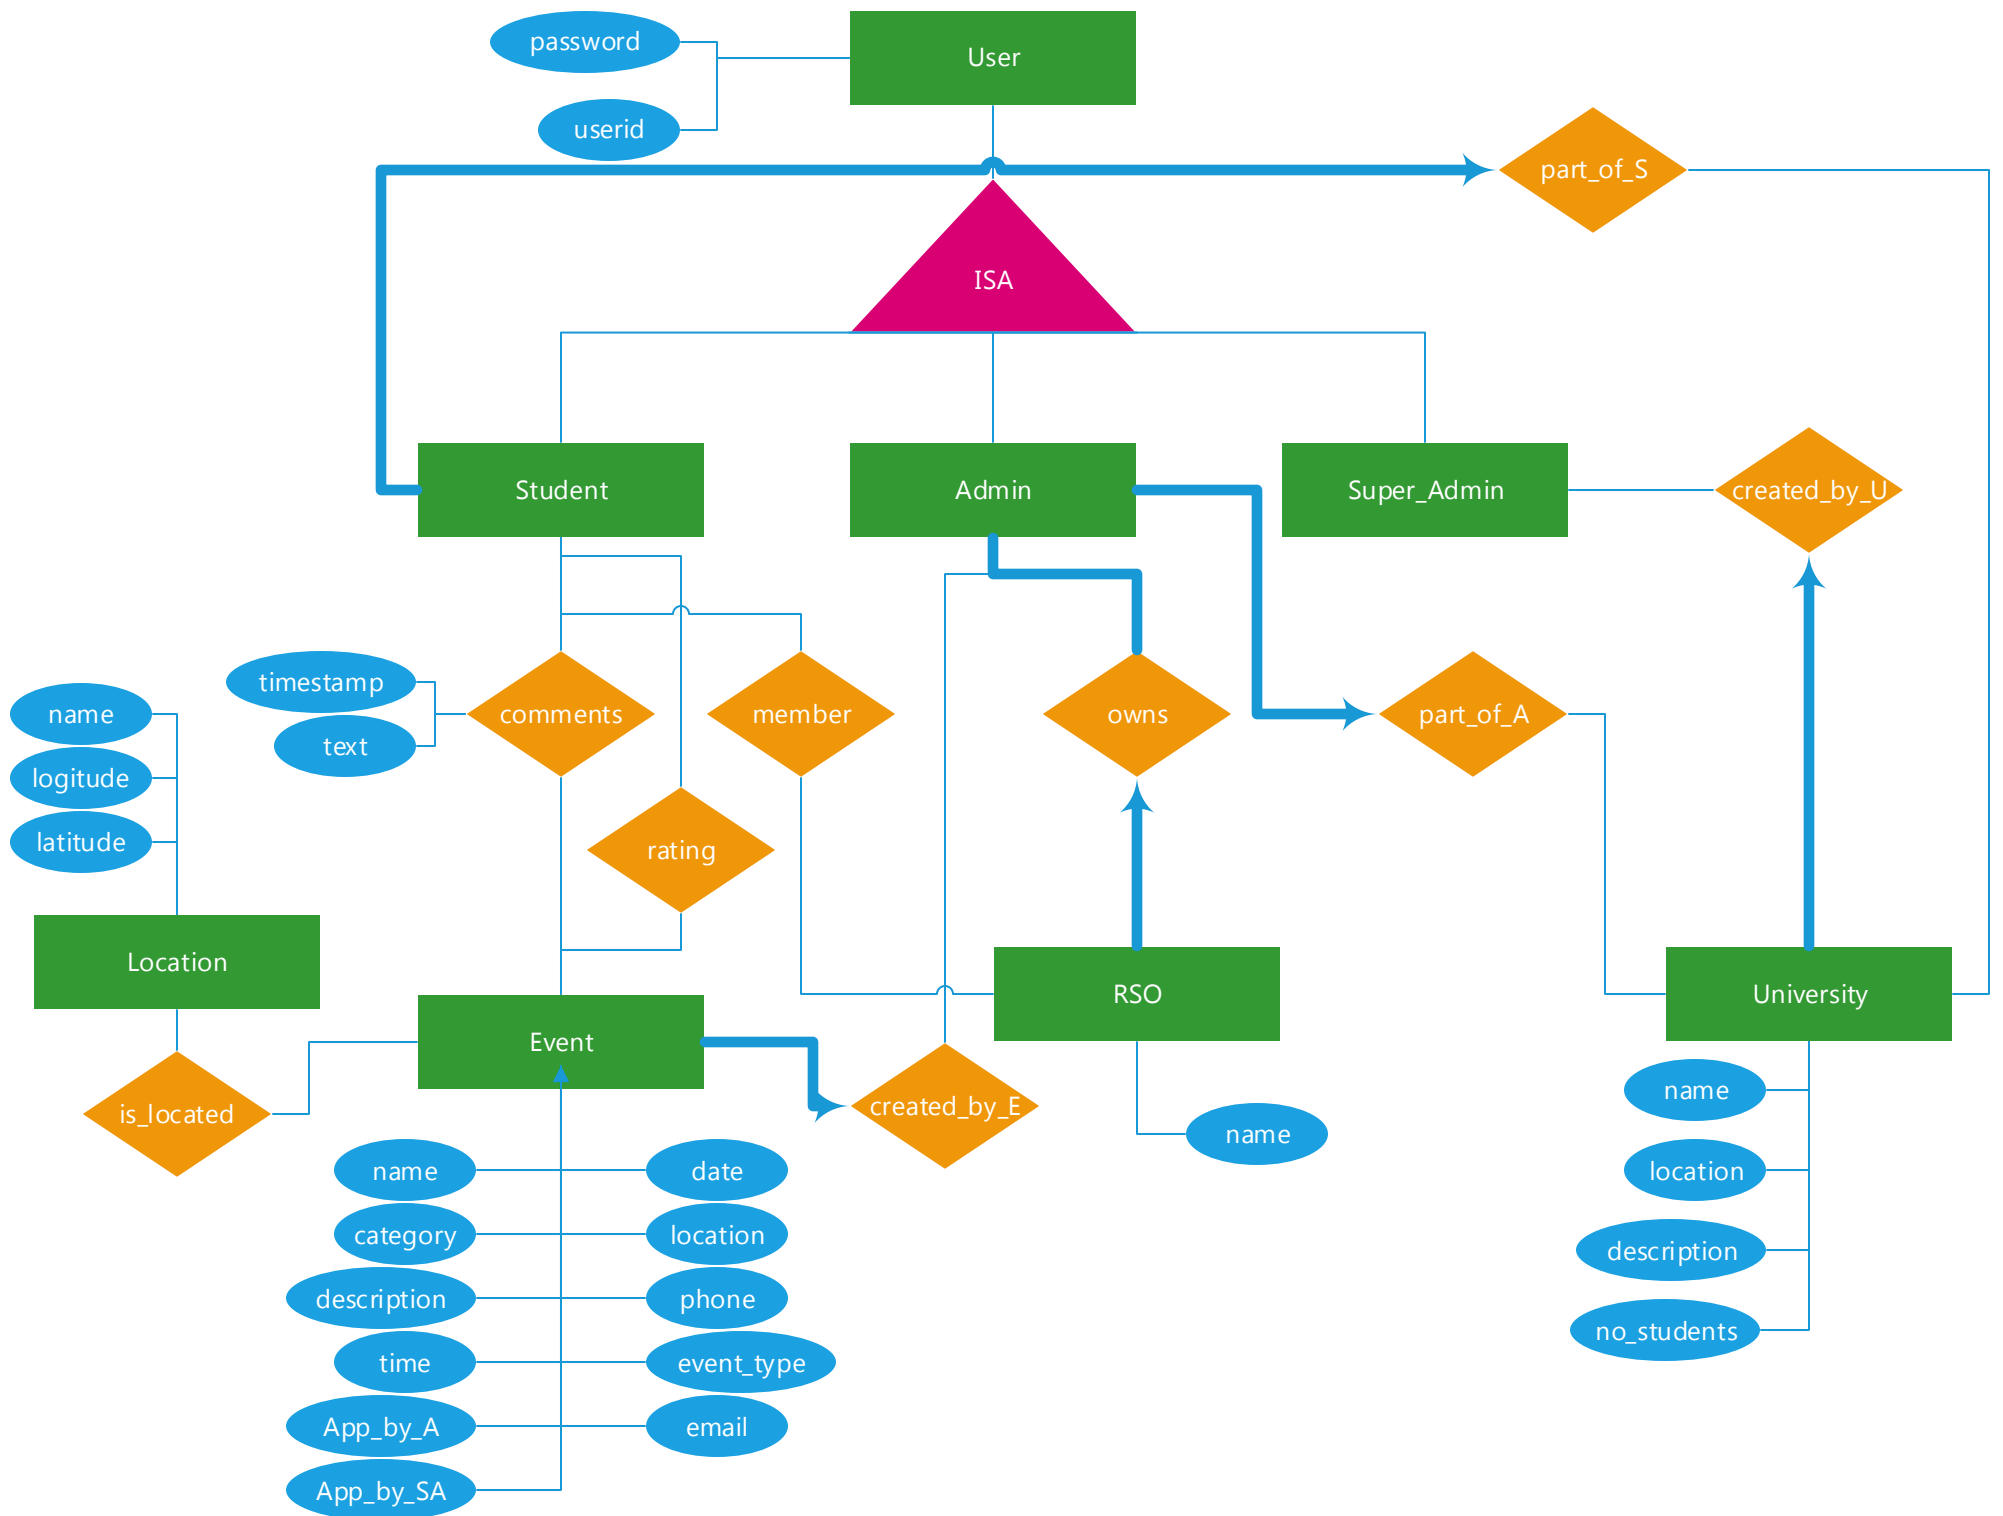 password
User
userid
part_of_S
ISA
Student
Admin
Super_Admin
created_by_U
timestamp
text
comments
member
owns
part_of_A
name
logitude
latitude
rating
Location
RSO
University
Event
is_located
created_by_E
name
name
location
description
no_students
name
date
category
location
description
phone
time
event_type
App_by_A
email
App_by_SA